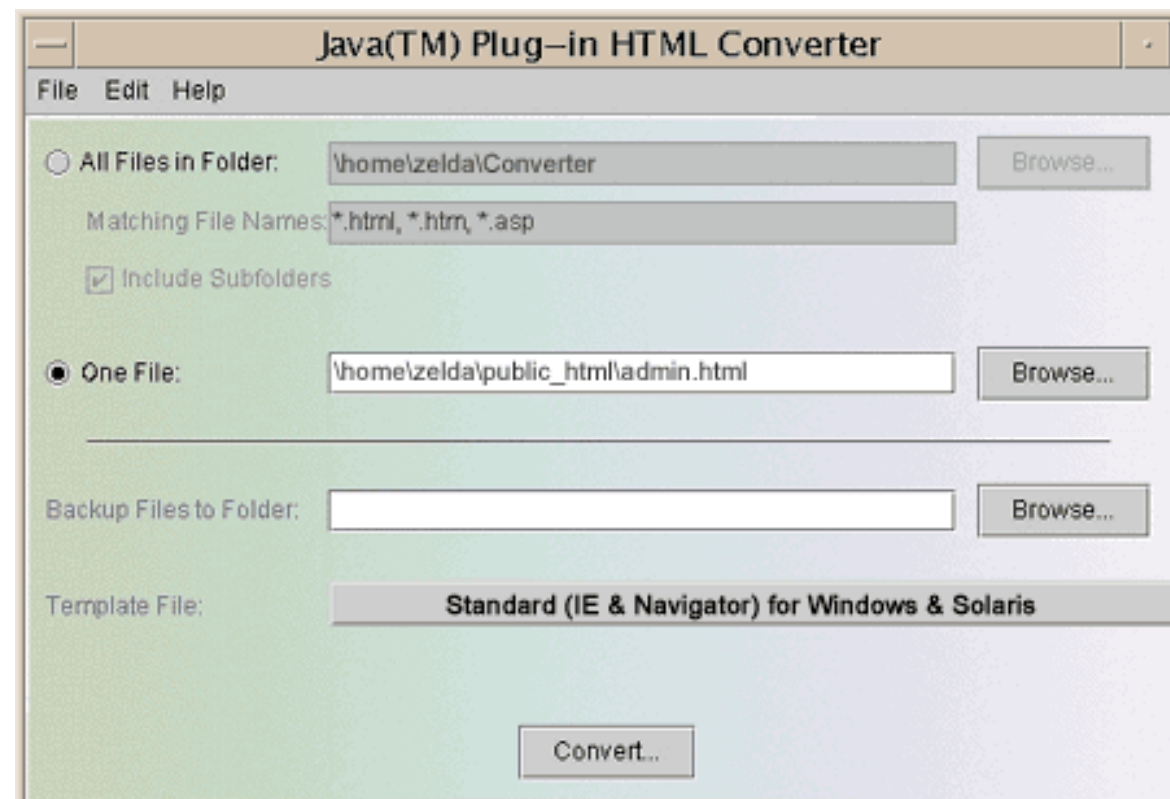 Java(TM) Plug-in HTML Converter
File Edit Help
All Files in Folder: \home\zelda\Converter Browse...
Matching File Names: *.html, *.htm, *.asp
Include Subfolders
One File: \home\zelda\public_html\admin.html Browse...
Backup Files to Folder: Browse...
Template File: Standard (IE & Navigator) for Windows & Solaris
Convert...